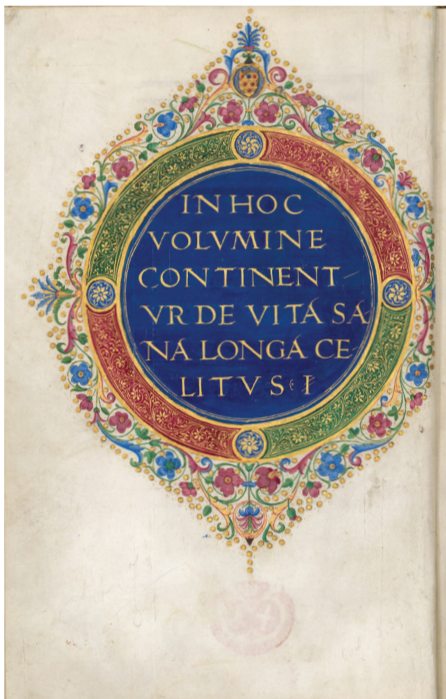 IN HOC
VOLVMINE
CONTINENT
VR DE VITA SA
NA LONGA CE
LITVS